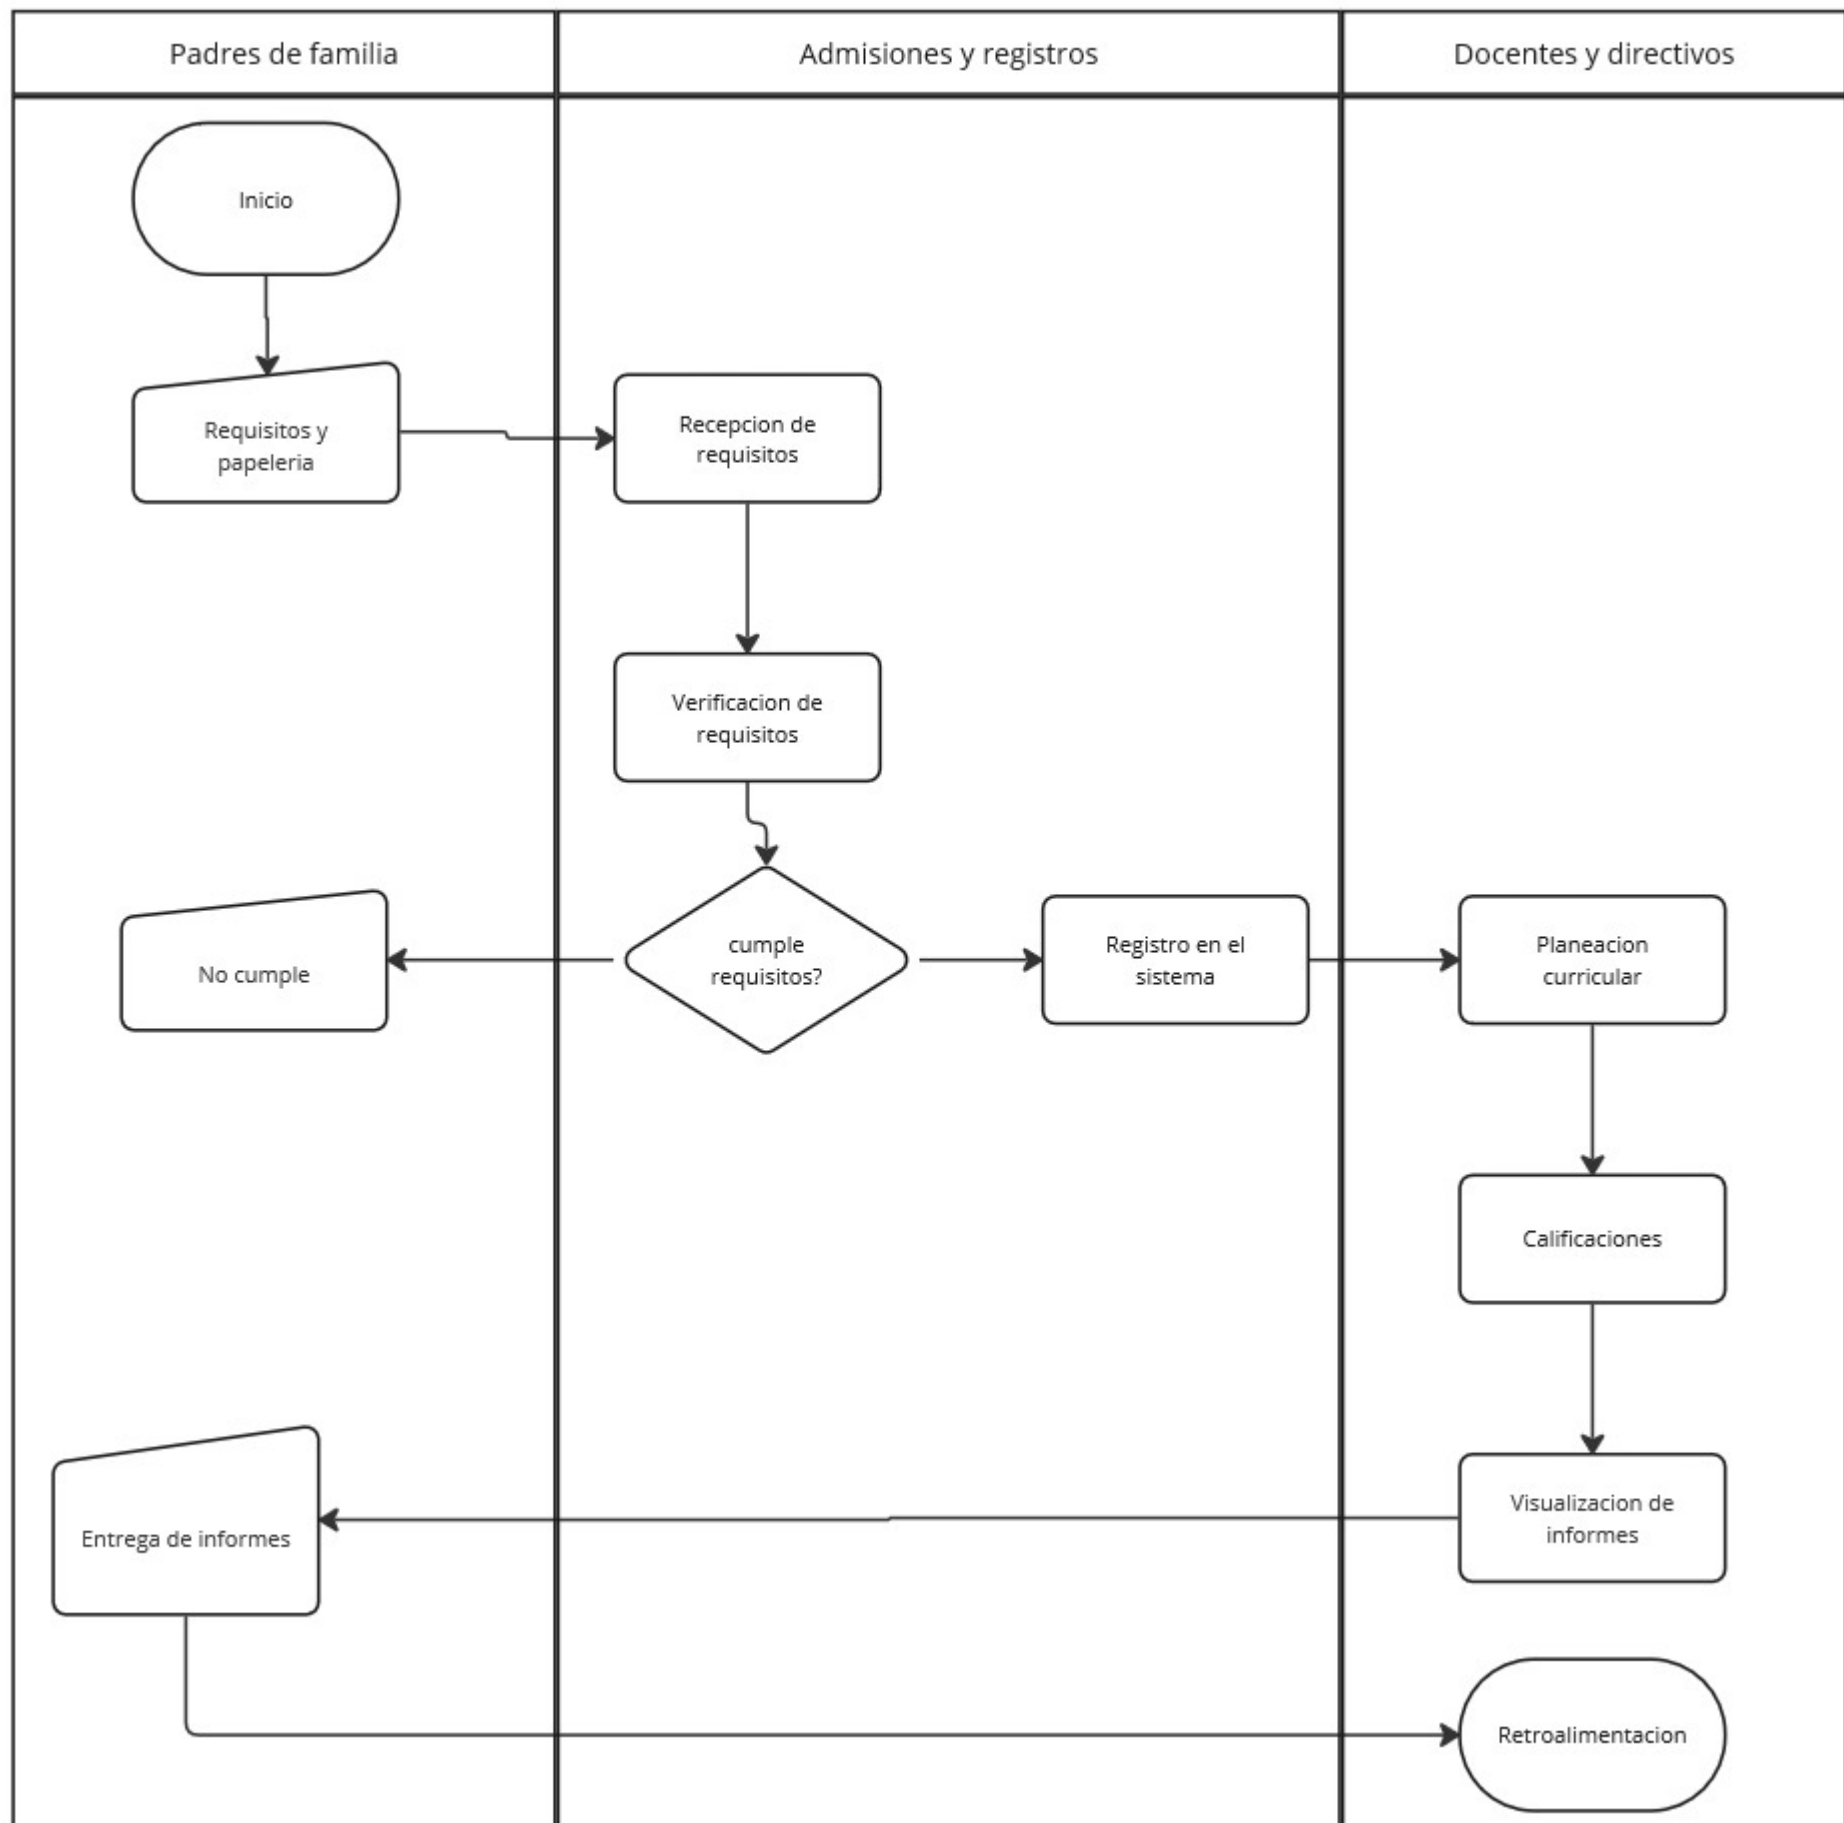 Padres de familia
Admisiones y registros
Docentes y directivos
Inicio
Requisitos y
papeleria
Recepcion de
requisitos
Verificacion de
requisitos
No cumple
cumple
requisitos?
Registro en el
sistema
Planeacion
curricular
Calificaciones
Visualizacion de
informes
Entrega de informes
Retroalimentacion